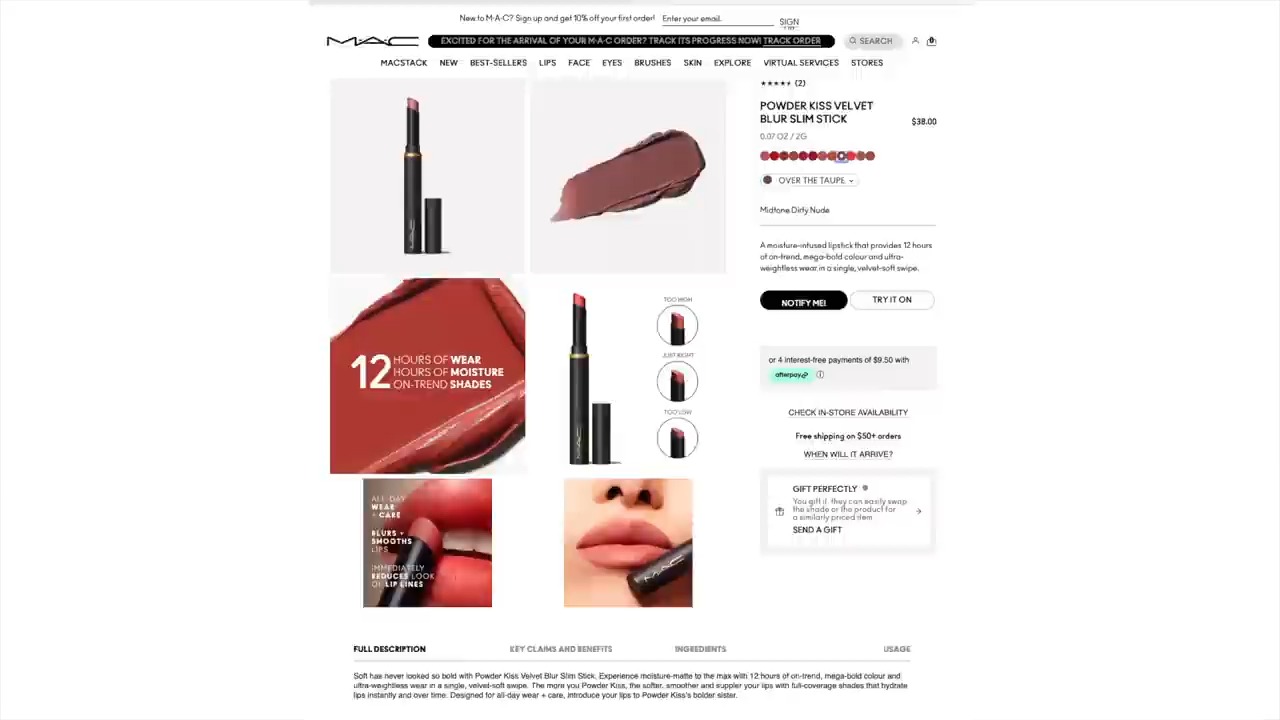 New to M·A·C? Sign up and get 10% off your first order! Enter your email. SIGN
MAC EXCITED FOR THE ARRIVAL OF YOUR M·A·C ORDER? TRACK ITS PROGRESS NOW! TRACK ORDER SEARCH
MACSTACK NEW BEST-SELLERS LIPS FACE EYES BRUSHES SKIN EXPLORE VIRTUAL SERVICES STORES
(2)
POWDER KISS VELVET
BLUR SLIM STICK
$38.00
0.07 OZ / 2G
OVER THE TAUPE
Midtone Dirty Nude
A moisture-infused lipstick that provides 12 hours
of on-trend, mega-bold colour and ultra-
weightless wear in a single, velvet-soft swipe.
NOTIFY ME! TRY IT ON
or 4 interest-free payments of $9.50 with
afterpay
CHECK IN-STORE AVAILABILITY
Free shipping on $50+ orders
WHEN WILL IT ARRIVE?
GIFT PERFECTLY
You gift it, they can easily swap
the shade or the product for
a similarly priced item
SEND A GIFT
MAC
12 HOURS OF WEAR
HOURS OF MOISTURE
ON-TREND SHADES
TOO HIGH
JUST RIGHT
TOO LOW
MAC
ALL-DAY
WEAR
+ CARE
BLURS +
SMOOTHS
LIPS
IMMEDIATELY
REDUCES LOOK
OF LIP LINES
MAC
FULL DESCRIPTION KEY CLAIMS AND BENEFITS INGREDIENTS USAGE
Soft has never looked so bold with Powder Kiss Velvet Blur Slim Stick. Experience moisture-matte to the max with 12 hours of on-trend, mega-bold colour and
ultra-weightless wear in a single, velvet-soft swipe. The more you Powder Kiss, the softer, smoother and suppler your lips with full-coverage shades that hydrate
lips instantly and over time. Designed for all-day wear + care, introduce your lips to Powder Kiss's bolder sister.